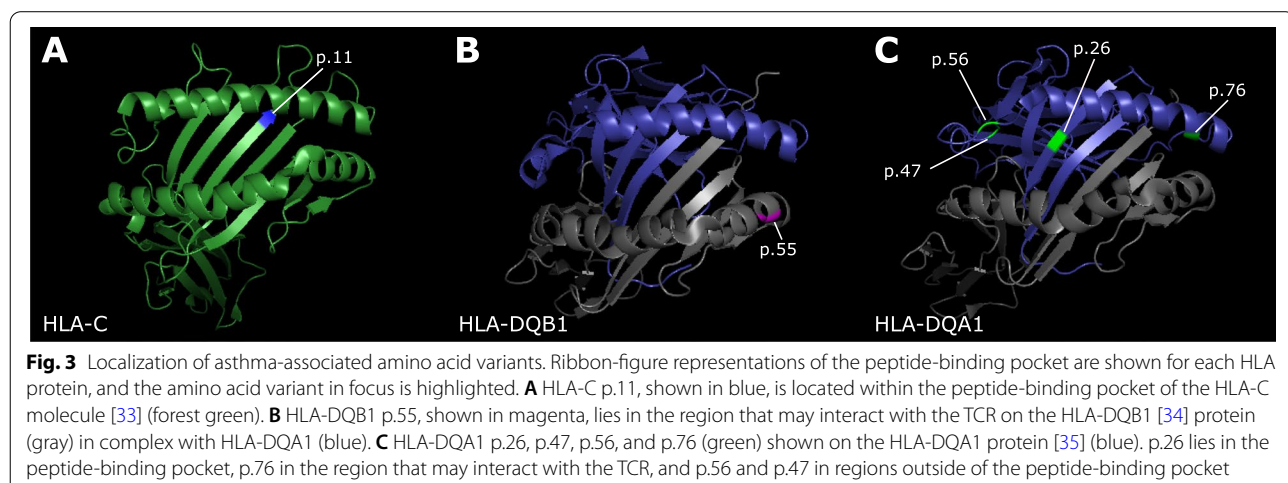 A
B
C
p.11
p.56
p.26
p.76
p.47
p.55
HLA-C
HLA-DQB1
HLA-DQA1
Fig. 3 Localization of asthma-associated amino acid variants. Ribbon-figure representations of the peptide-binding pocket are shown for each HLA
protein, and the amino acid variant in focus is highlighted. A HLA-C p.11, shown in blue, is located within the peptide-binding pocket of the HLA-C
molecule [33] (forest green). B HLA-DQB1 p.55, shown in magenta, lies in the region that may interact with the TCR on the HLA-DQB1 [34] protein
(gray) in complex with HLA-DQA1 (blue). C HLA-DQA1 p.26, p.47, p.56, and p.76 (green) shown on the HLA-DQA1 protein [35] (blue). p.26 lies in the
peptide-binding pocket, p.76 in the region that may interact with the TCR, and p.56 and p.47 in regions outside of the peptide-binding pocket